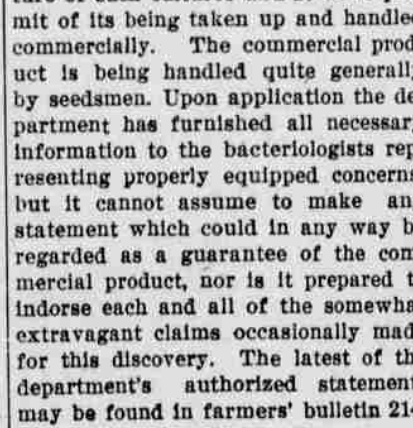 mit of its being taken up and handle
commercially. The commercial prod
uct is being handled quite generall
by seedsmen. Upon application the de
partment has furnished all necessar
information to the bacteriologists rep
resenting properly equipped concerns
but it cannot assume to make an
statement which could in any way b
regarded as a guarantee of the com
mercial product, nor is it prepared t
indorse each and all of the somewha
extravagant claims occasionally mad
for this discovery. The latest of th
department's authorized statement
may be found in farmers' bulletin 214